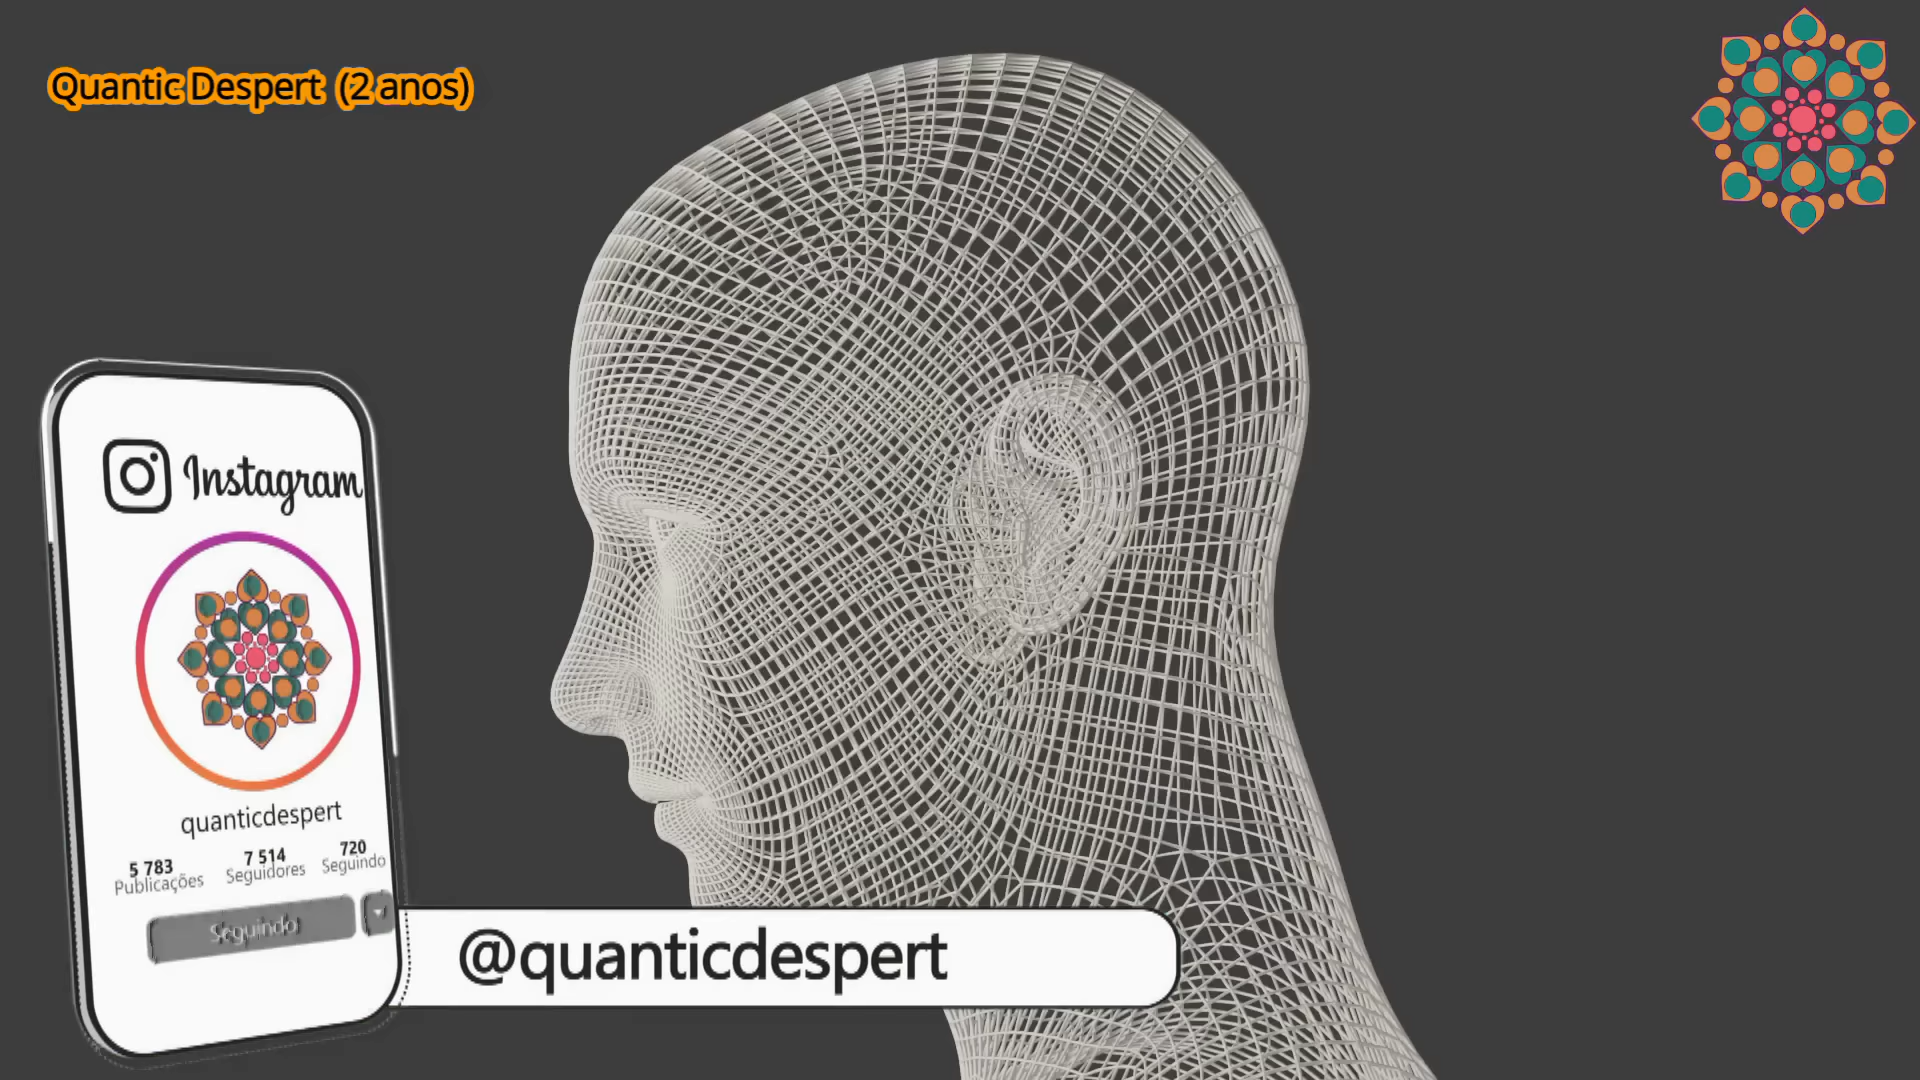 Quantic Despert (2 anos)
Instagram
quanticdespert
5 783 7 514 720
Publicações Seguidores Seguindo
Seguindo
@quanticdespert